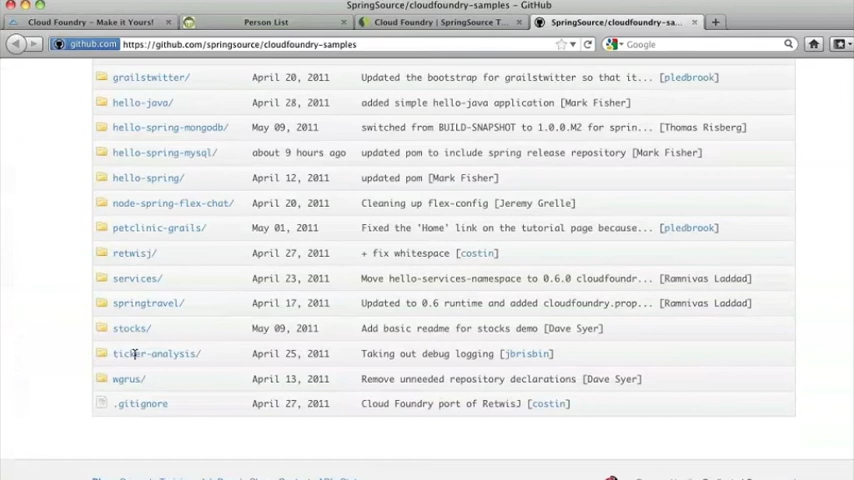 SpringSource/cloudfoundry-samples - GitHub
Cloud Foundry - Make it Yours!
Person List
Cloud Foundry | SpringSource T...
SpringSource/cloudfoundry-sa...
github.com https://github.com/springsource/cloudfoundry-samples
Google
grailstwitter/ April 20, 2011 Updated the bootstrap for grailstwitter so that it... [pledbrook]
hello-java/ April 28, 2011 added simple hello-java application [Mark Fisher]
hello-spring-mongodb/ May 09, 2011 switched from BUILD-SNAPSHOT to 1.0.0.M2 for sprin... [Thomas Risberg]
hello-spring-mysql/ about 9 hours ago updated pom to include spring release repository [Mark Fisher]
hello-spring/ April 12, 2011 updated pom [Mark Fisher]
node-spring-flex-chat/ April 20, 2011 Cleaning up flex-config [Jeremy Grelle]
petclinic-grails/ May 01, 2011 Fixed the 'Home' link on the tutorial page because... [pledbrook]
retwisj/ April 27, 2011 + fix whitespace [costin]
services/ April 23, 2011 Move hello-services-namespace to 0.6.0 cloudfoundr... [Ramnivas Laddad]
springtravel/ April 17, 2011 Updated to 0.6 runtime and added cloudfound.prop... [Ramnivas Laddad]
stocks/ May 09, 2011 Add basic readme for stocks demo [Dave Syer]
ticker-analysis/ April 25, 2011 Taking out debug logging [jbrisbin]
wgrus/ April 13, 2011 Remove unneeded repository declarations [Dave Syer]
.gitignore April 27, 2011 Cloud Foundry port of RetwisJ [costin]